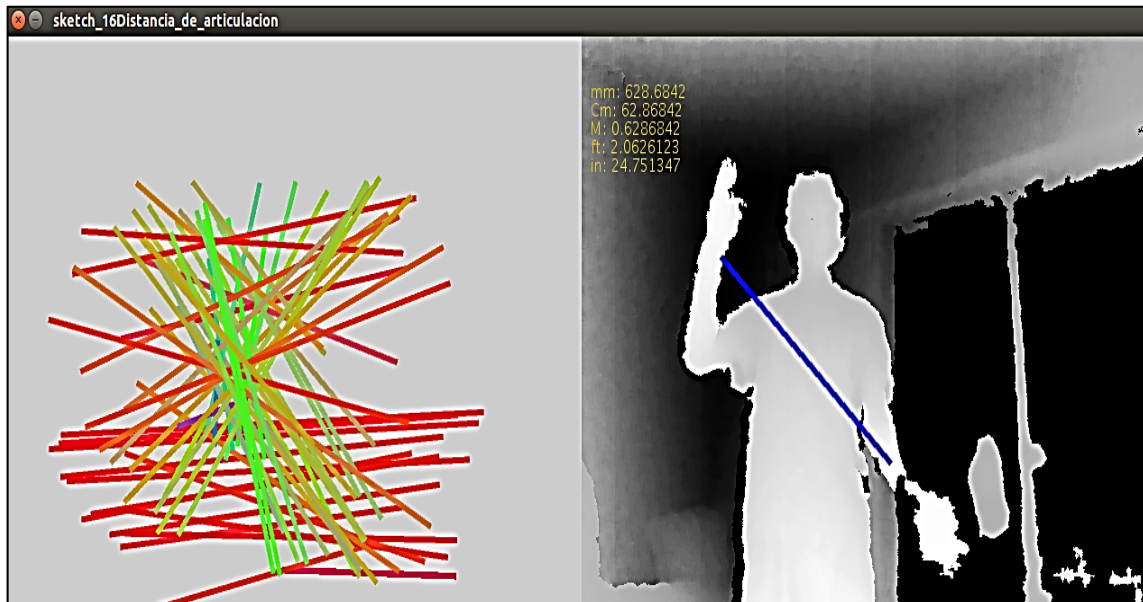 sketch_16Distancia_de_articulacion
mm: 628.6842
Cm: 62.86842
M: 0.6286842
ft: 2.0626123
in: 24.751347